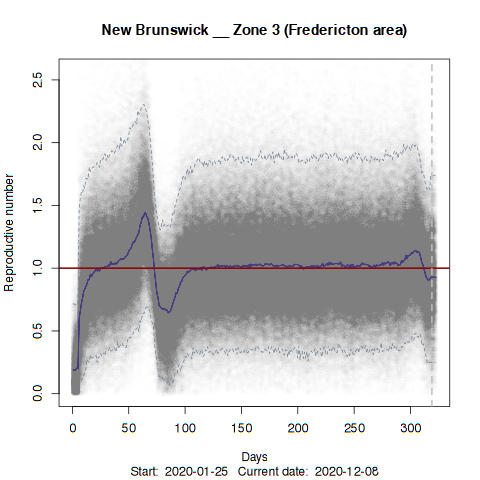 New Brunswick __ Zone 3 (Fredericton area)
Reproductive number
2.5
2.0
1.5
1.0
0.5
0.0
0 50 100 150 200 250 300
Days
Start: 2020-01-25 Current date: 2020-12-08